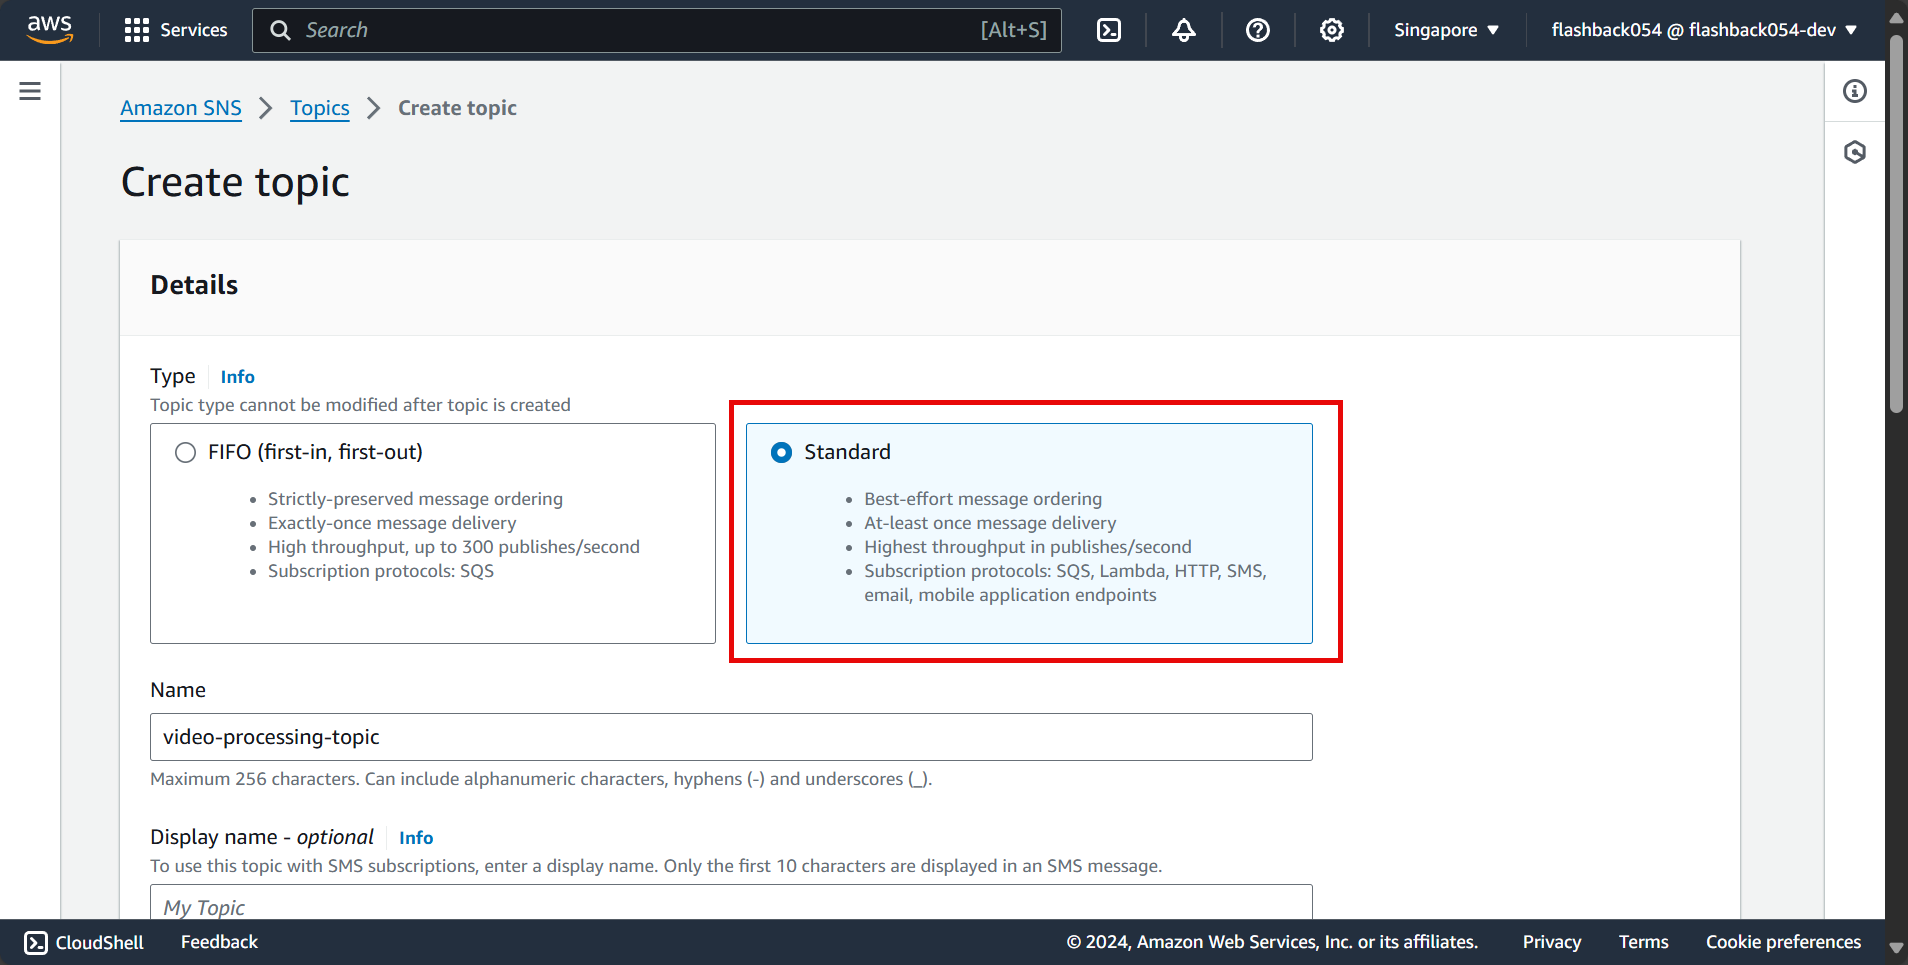 aws
Services
Search
[Alt+S]
Singapore
flashback054 @ flashback054-dev
Amazon SNS
Topics
Create topic
Create topic
Details
Type
Info
Topic type cannot be modified after topic is created
FIFO (first-in, first-out)
• Strictly-preserved message ordering
• Exactly-once message delivery
• High throughput, up to 300 publishes/second
• Subscription protocols: SQS
Standard
• Best-effort message ordering
• At-least once message delivery
• Highest throughput in publishes/second
• Subscription protocols: SQS, Lambda, HTTP, SMS,
email, mobile application endpoints
Name
video-processing-topic
Maximum 256 characters. Can include alphanumeric characters, hyphens (-) and underscores (_).
Display name - optional
Info
To use this topic with SMS subscriptions, enter a display name. Only the first 10 characters are displayed in an SMS message.
My Topic
CloudShell
Feedback
© 2024, Amazon Web Services, Inc. or its affiliates.
Privacy
Terms
Cookie preferences